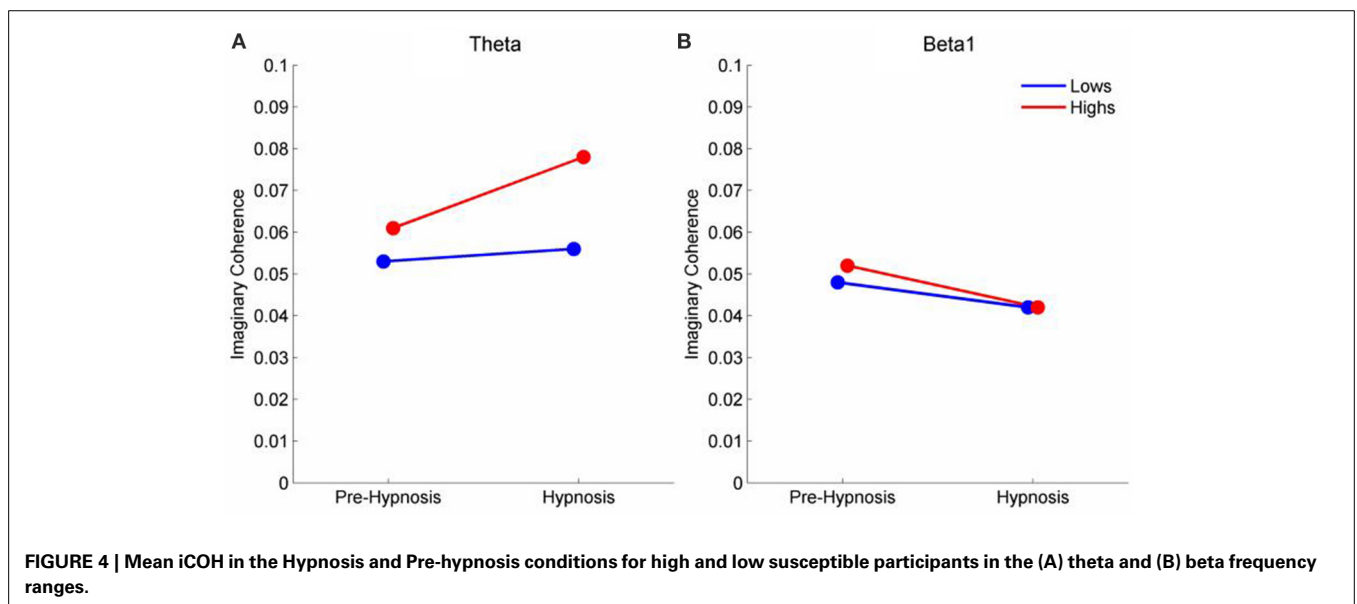 A
Theta
0.1
0.09
0.08
0.07
0.06
0.05
0.04
0.03
0.02
0.01
0
Imaginary Coherence
Pre-Hypnosis
Hypnosis
B
Beta1
0.1
0.09
0.08
0.07
0.06
0.05
0.04
0.03
0.02
0.01
0
Imaginary Coherence
Pre-Hypnosis
Hypnosis
Lows
Highs
FIGURE 4 | Mean iCOH in the Hypnosis and Pre-hypnosis conditions for high and low susceptible participants in the (A) theta and (B) beta frequency
ranges.